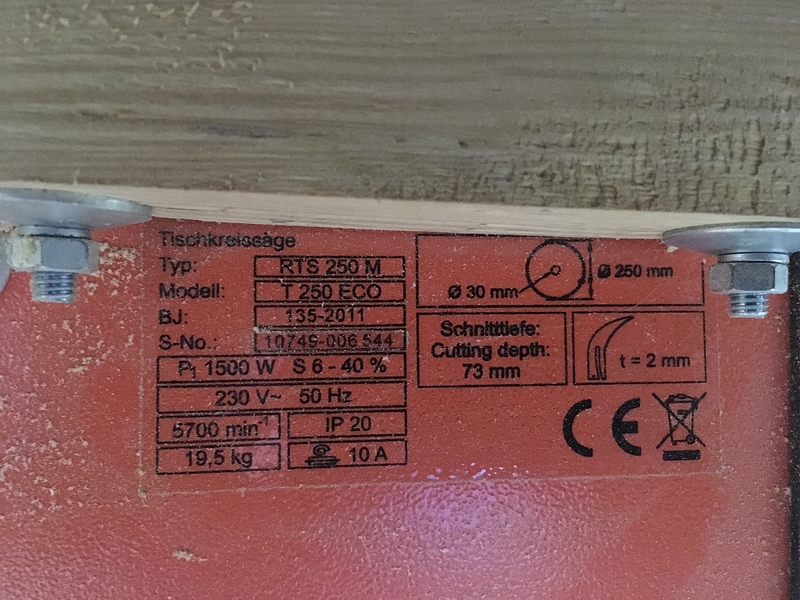 Tischkreissäge
Typ: RTS 250 M
Modell: T 250 ECO
BJ: 135-2011
S-No.: 10749-006 544
P1 1500 W S 6 - 40 %
230 V~ 50 Hz
5700 min-1 IP 20
19,5 kg 10 A
Ø 250 mm
Ø 30 mm
Schnitttiefe:
Cutting depth:
73 mm
t = 2 mm
CE